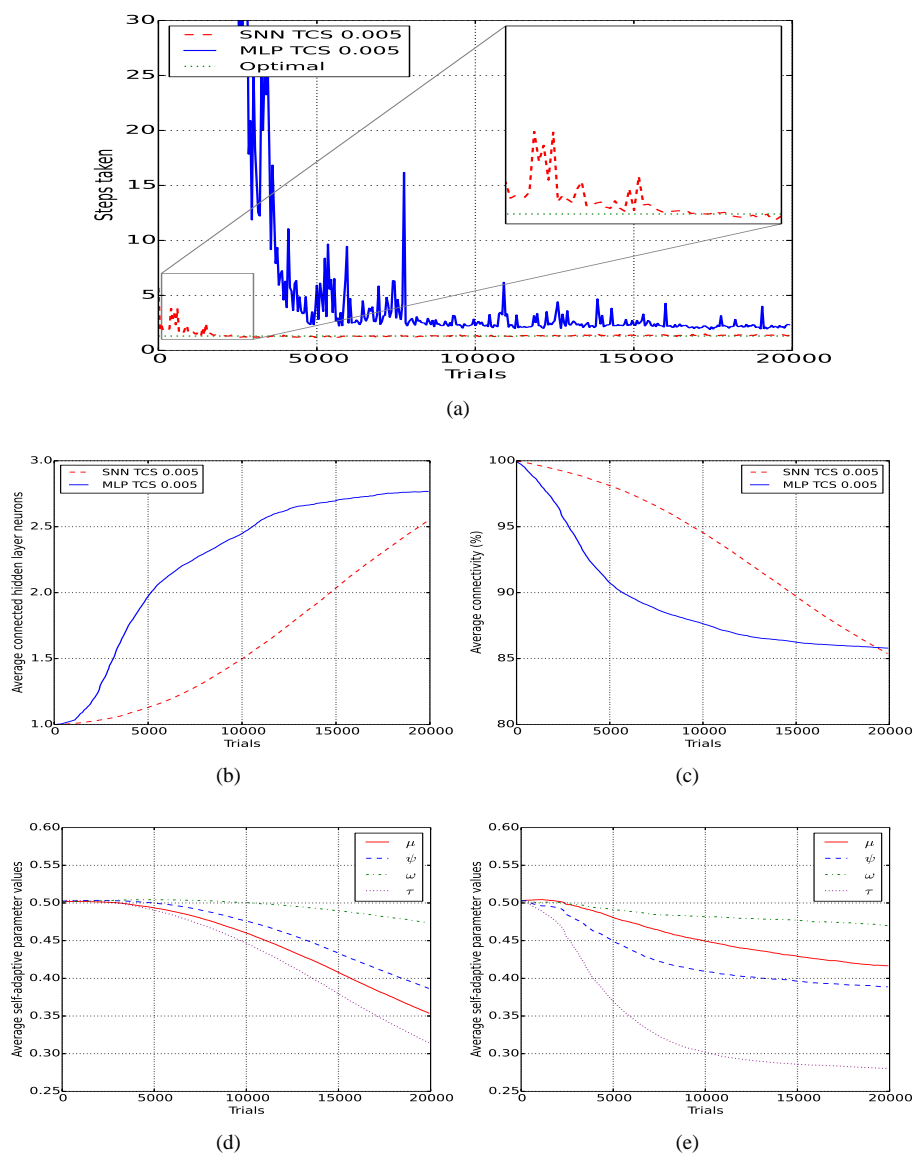 30
25
20
15
10
5
0
Steps taken
SNN TCS 0.005
MLP TCS 0.005
Optimal
0 5000 10000 15000 20000
Trials
(a)
3.0
2.5
2.0
1.5
1.0
Average connected hidden layer neurons
SNN TCS 0.005
MLP TCS 0.005
0 5000 10000 15000 20000
Trials
(b)
100
95
90
85
80
Average connectivity (%)
SNN TCS 0.005
MLP TCS 0.005
0 5000 10000 15000 20000
Trials
(c)
0.60
0.55
0.50
0.45
0.40
0.35
0.30
0.25
Average self-adaptive parameter values
μ
ψ
ω
τ
0 5000 10000 15000 20000
Trials
(d)
0.60
0.55
0.50
0.45
0.40
0.35
0.30
0.25
Average self-adaptive parameter values
μ
ψ
ω
τ
0 5000 10000 15000 20000
Trials
(e)